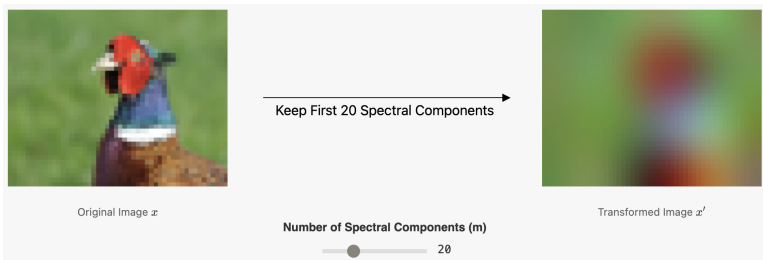 Keep First 20 Spectral Components
Original Image x
Transformed Image x′
Number of Spectral Components (m)
20